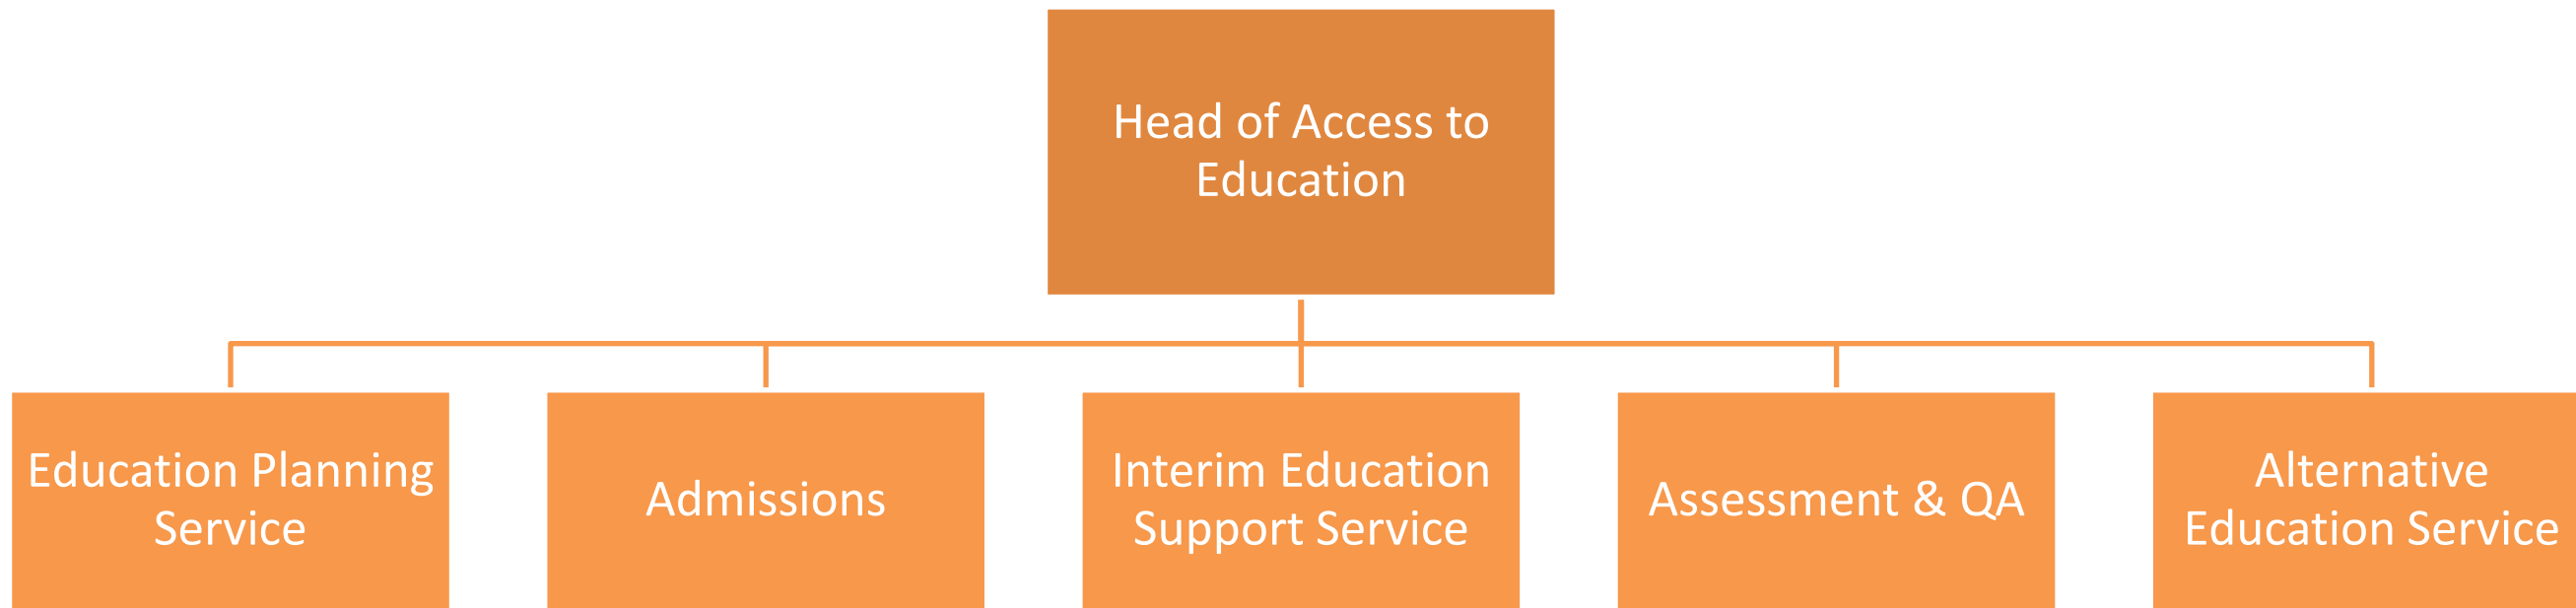 Head of Access to
Education
Education Planning
Service
Admissions
Interim Education
Support Service
Assessment & QA
Alternative
Education Service